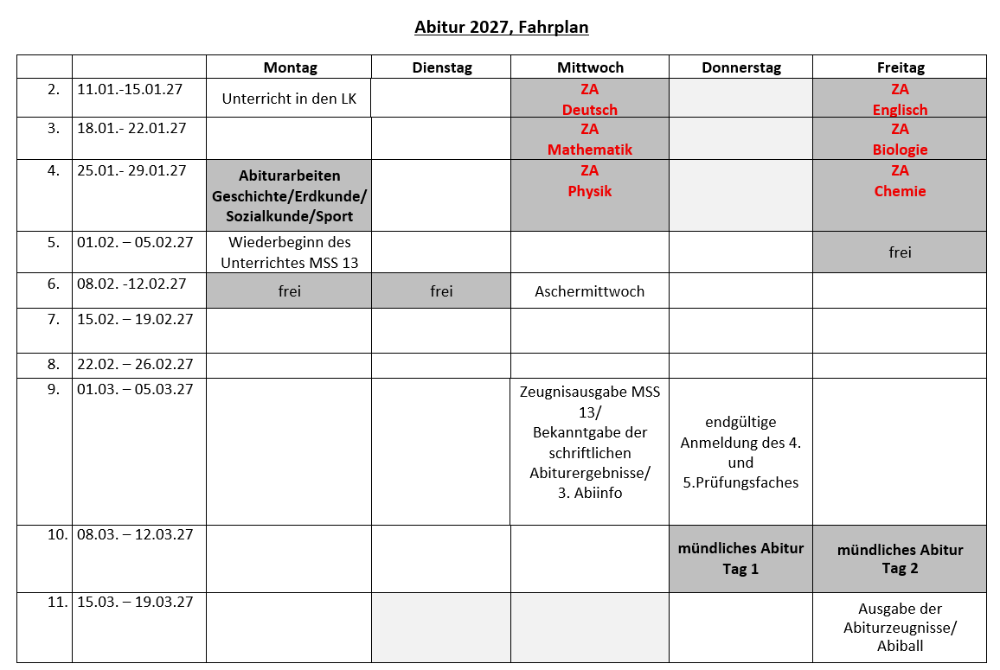 Abitur 2027, Fahrplan
Montag Dienstag Mittwoch Donnerstag Freitag
2. 11.01.-15.01.27 Unterricht in den LK ZA Deutsch ZA Englisch
3. 18.01.- 22.01.27 ZA Mathematik ZA Biologie
4. 25.01.- 29.01.27 Abiturarbeiten Geschichte/Erdkunde/ Sozialkunde/Sport ZA Physik ZA Chemie
5. 01.02. – 05.02.27 Wiederbeginn des Unterrichtes MSS 13 frei
6. 08.02. -12.02.27 frei frei Aschermittwoch
7. 15.02. – 19.02.27
8. 22.02. – 26.02.27
9. 01.03. – 05.03.27 Zeugnisausgabe MSS 13/ Bekanntgabe der schriftlichen Abiturergebnisse/ 3. Abiinfo endgültige Anmeldung des 4. und 5.Prüfungsfaches
10. 08.03. – 12.03.27 mündliches Abitur Tag 1 mündliches Abitur Tag 2
11. 15.03. – 19.03.27 Ausgabe der Abiturzeugnisse/ Abiball